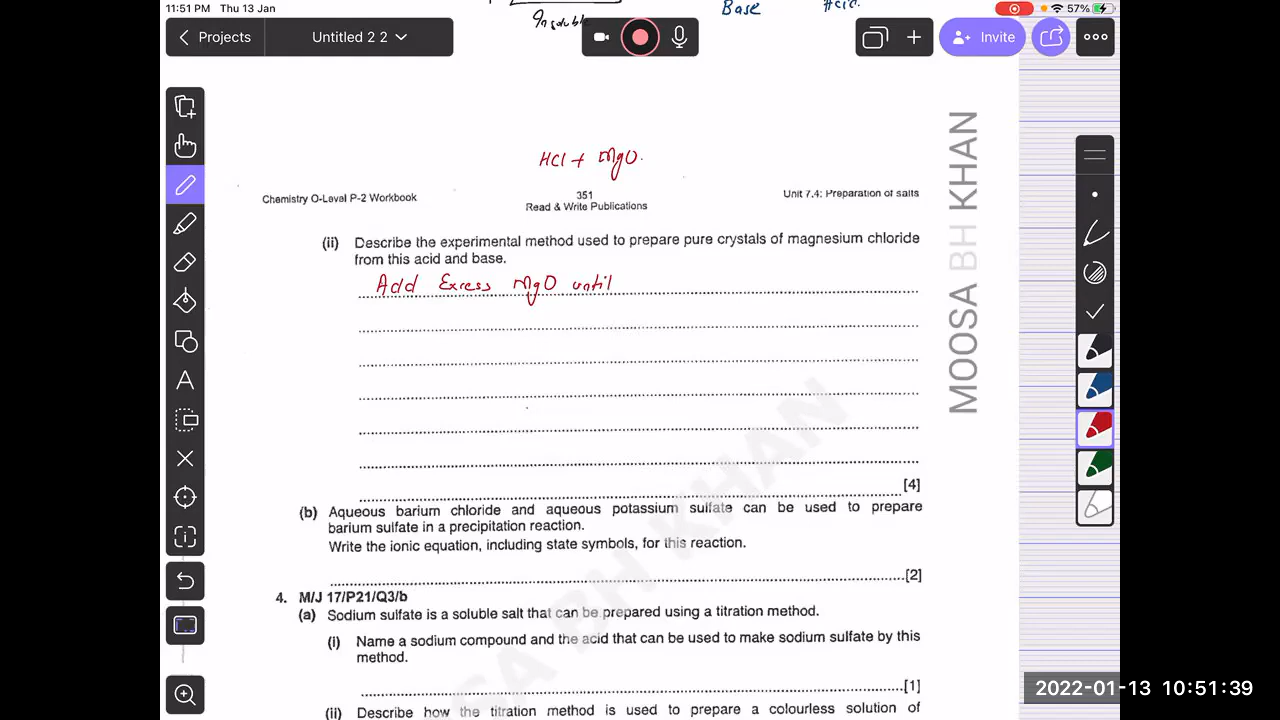 11:51 PM Thu 13 Jan
57%
Insoluble
Base
Projects
Untitled 2 2
Invite
HCl + MgO.
Chemistry O-Level P-2 Workbook
351
Read & Write Publications
Unit 7.4: Preparation of salts
MOOSA BH KHAN
(ii) Describe the experimental method used to prepare pure crystals of magnesium chloride
from this acid and base.
Add Excess MgO until
[4]
(b) Aqueous barium chloride and aqueous potassium sulfate can be used to prepare
barium sulfate in a precipitation reaction.
Write the ionic equation, including state symbols, for this reaction.
[2]
4. M/J 17/P21/Q3/b
(a) Sodium sulfate is a soluble salt that can be prepared using a titration method.
(i) Name a sodium compound and the acid that can be used to make sodium sulfate by this
method.
[1]
(ii) Describe how the titration method is used to prepare a colourless solution of
SA BH KHAN
2022-01-13 10:51:39